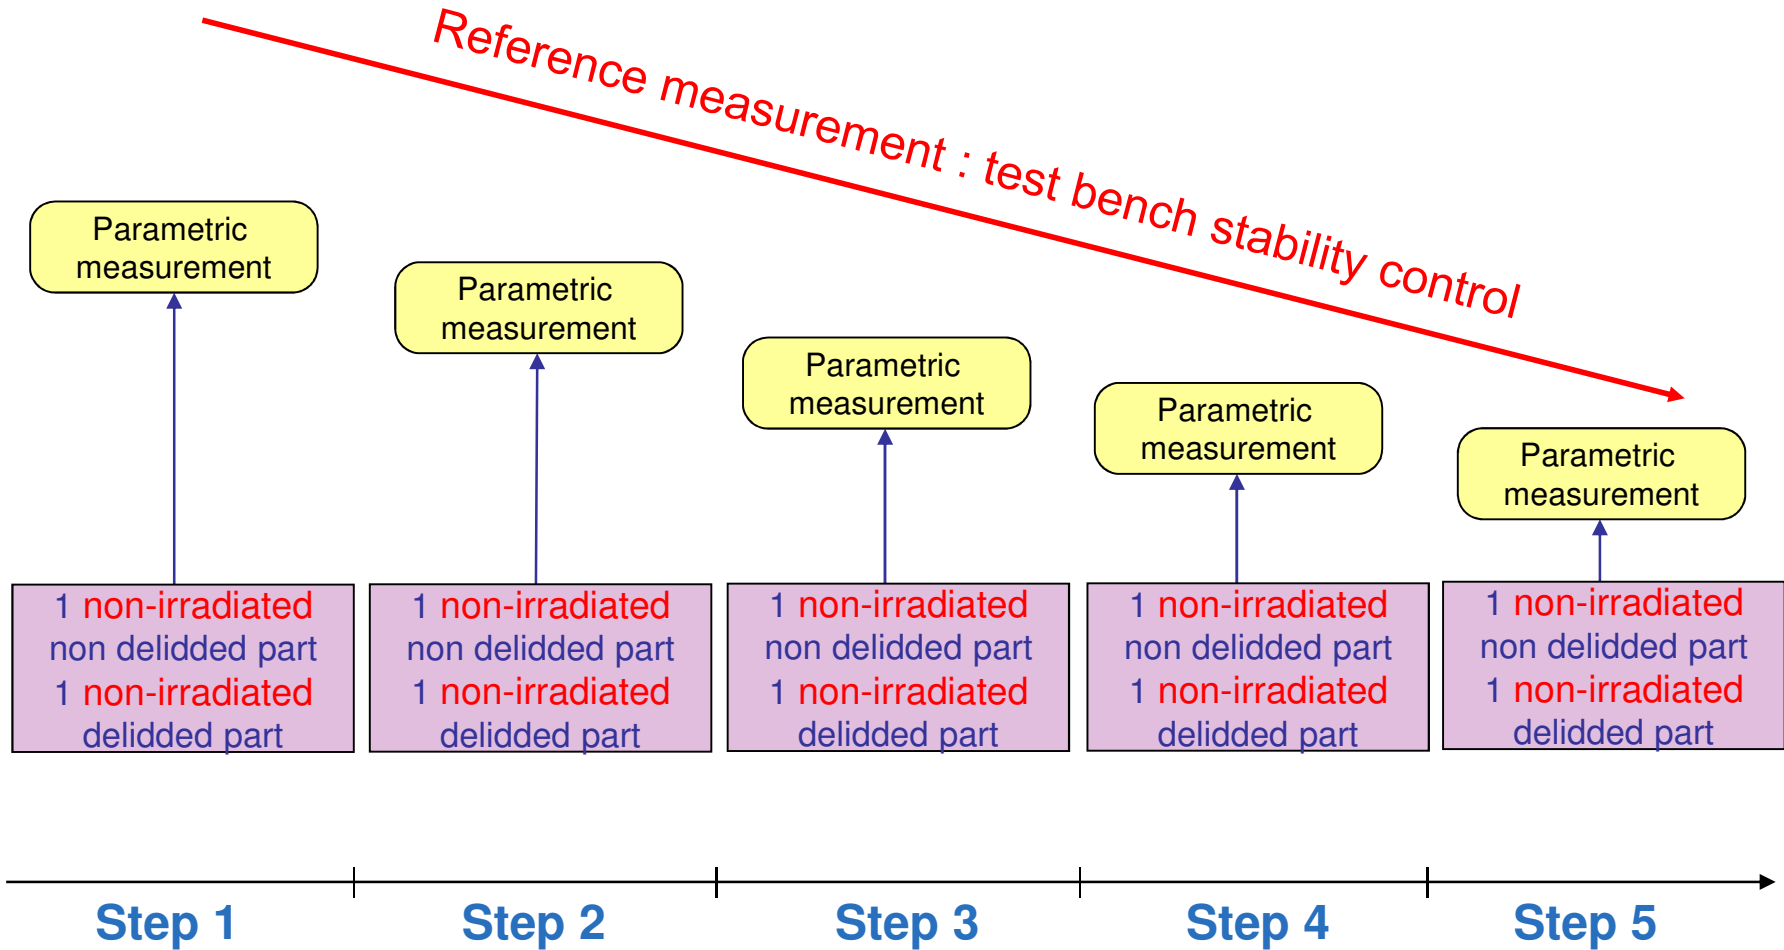 Reference measurement : test bench stability control
Parametric
measurement
Parametric
measurement
Parametric
measurement
Parametric
measurement
Parametric
measurement
1 non-irradiated
non delidded part
1 non-irradiated
delidded part
1 non-irradiated
non delidded part
1 non-irradiated
delidded part
1 non-irradiated
non delidded part
1 non-irradiated
delidded part
1 non-irradiated
non delidded part
1 non-irradiated
delidded part
1 non-irradiated
non delidded part
1 non-irradiated
delidded part
Step 1
Step 2
Step 3
Step 4
Step 5